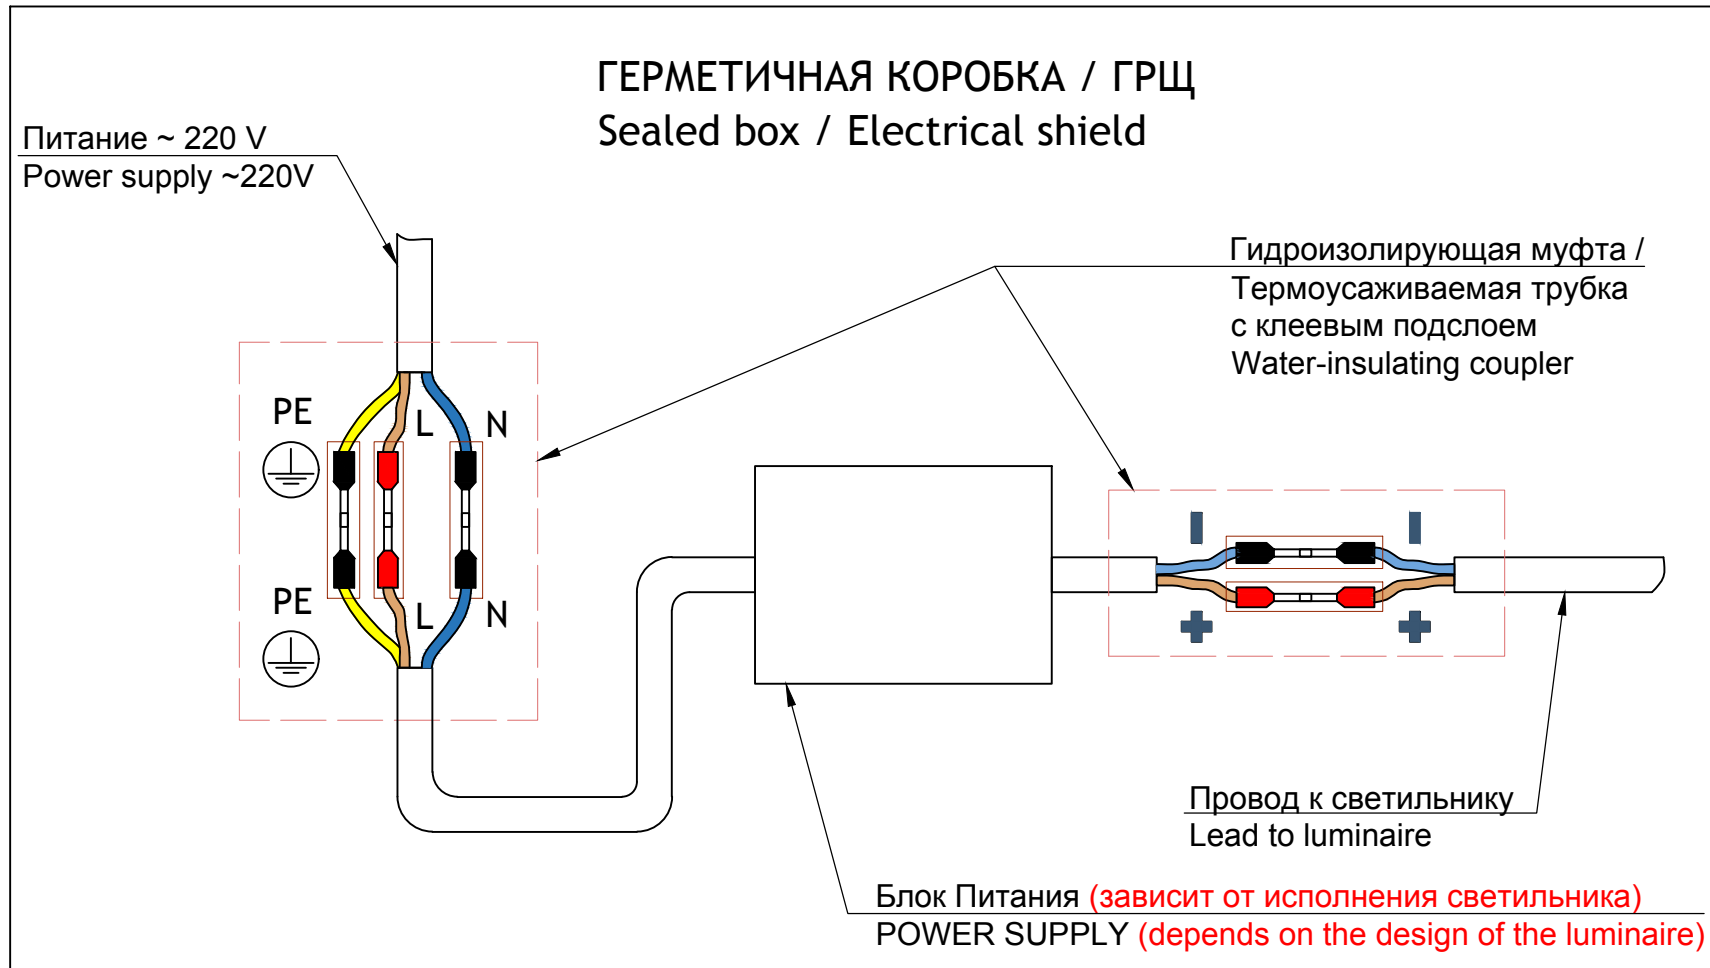 ГЕРМЕТИЧНАЯ КОРОБКА / ГРЩ
Sealed box / Electrical shield
Питание ~ 220 V
Power supply ~220V
Гидроизолирующая муфта /
Термоусаживаемая трубка
с клеевым подслоем
Water-insulating coupler
PE
L
N
PE
L
N
Провод к светильнику
Lead to luminaire
Блок Питания (зависит от исполнения светильника)
POWER SUPPLY (depends on the design of the luminaire)